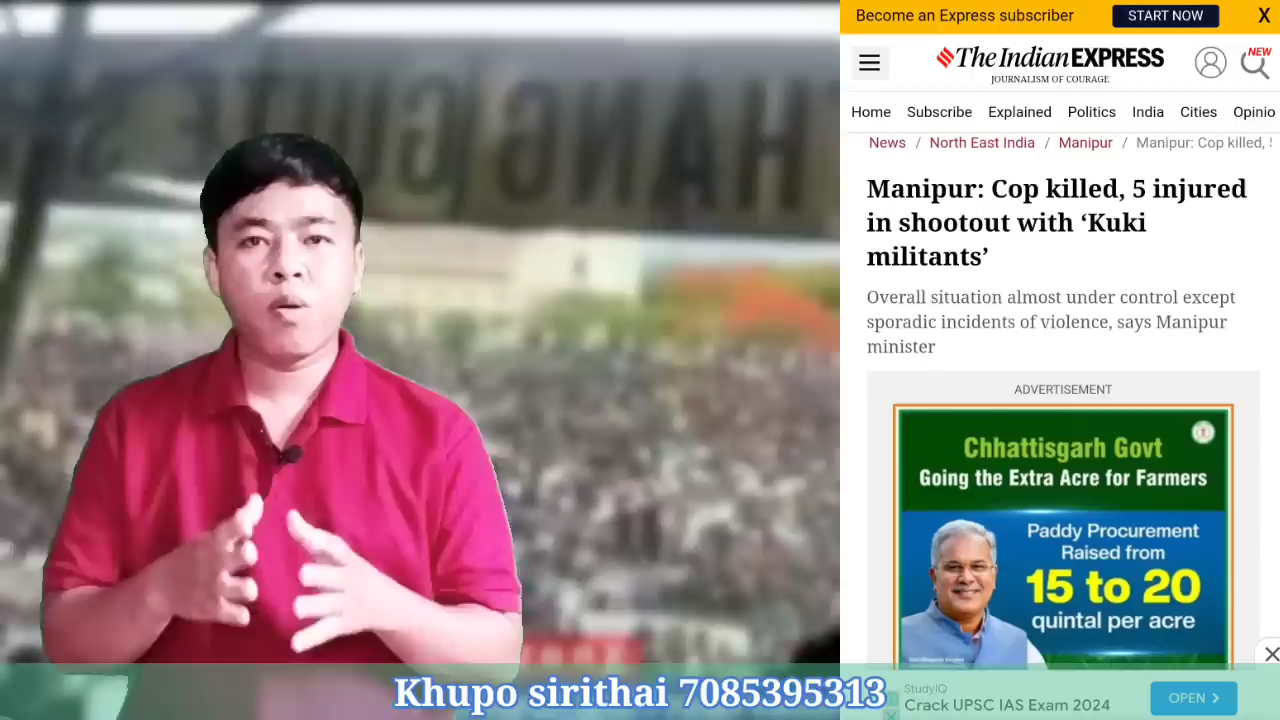 HANG
Become an Express subscriber
START NOW
X
The Indian EXPRESS
JOURNALISM OF COURAGE
NEW
Home Subscribe Explained Politics India Cities Opinio
News / North East India / Manipur / Manipur: Cop killed,
Manipur: Cop killed, 5 injured
in shootout with ‘Kuki
militants’
Overall situation almost under control except
sporadic incidents of violence, says Manipur
minister
ADVERTISEMENT
Chhattisgarh Govt
Going the Extra Acre for Farmers
Paddy Procurement
Raised from
15 to 20
quintal per acre
StudyIQ
Crack UPSC IAS Exam 2024
OPEN
Khupo sirithai 7085395313